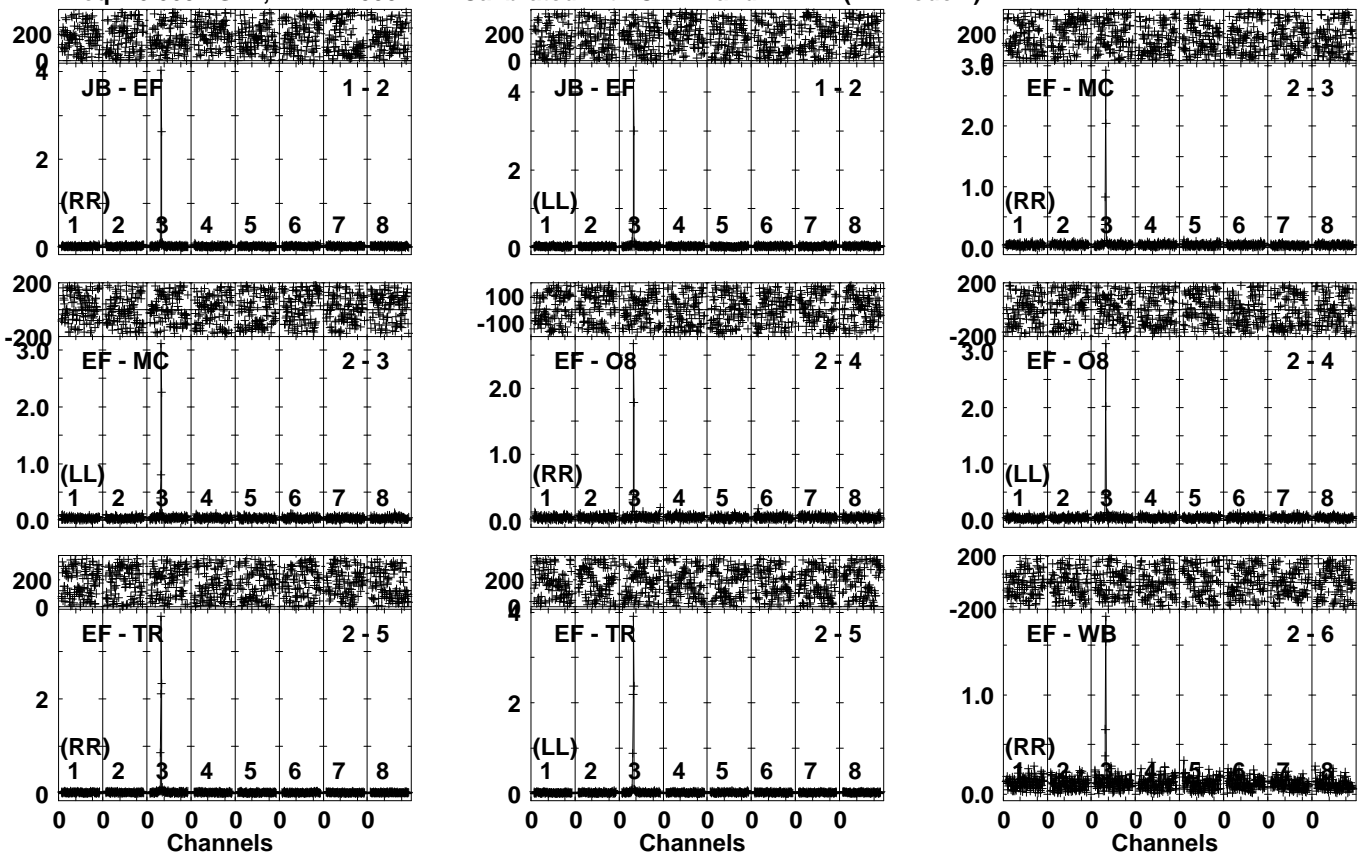 200 200 200
0 0 0
4 4 3.0
JB - EF 1 - 2 JB - EF 1 - 2 EF - MC 2 - 3
2 2 2.0
1.0
(RR) (LL) (RR)
1 2 3 4 5 6 7 8 1 2 3 4 5 6 7 8 1 2 3 4 5 6 7 8
0 0 0.0
200 100 200
-200 -100 -200
3.0 3.0
EF - MC 2 - 3 EF - O8 2 - 4 EF - O8 2 - 4
2.0 2.0 2.0
1.0 1.0 1.0
(LL) (RR) (LL)
1 2 3 4 5 6 7 8 1 2 3 4 5 6 7 8 1 2 3 4 5 6 7 8
0.0 0.0 0.0
200 200 200
0 0 -200
4
EF - TR 2 - 5 EF - TR 2 - 5 EF - WB 2 - 6
2 2 1.0
(RR) (LL) (RR)
1 2 3 4 5 6 7 8 1 2 3 4 5 6 7 8 1 2 3 4 5 6 7 8
0 0 0.0
0 0 0 0 0 0 0 0 0 0 0 0 0 0 0 0 0 0 0 0 0 0 0 0
Channels Channels Channels